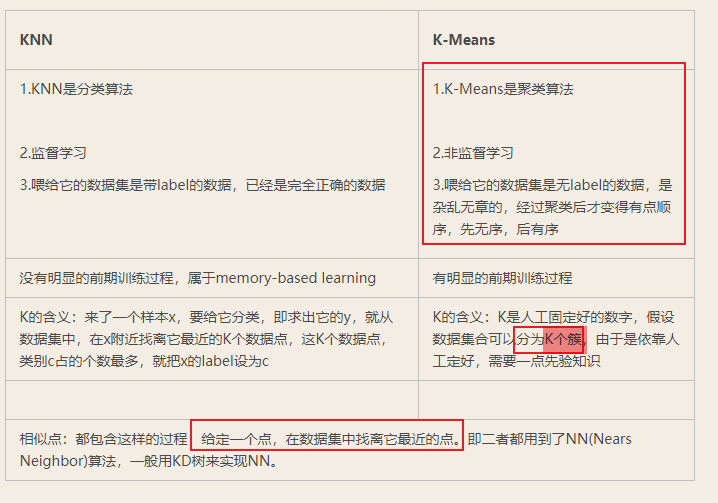 KNN
K-Means
1.KNN是分类算法
2.监督学习
3.喂给它的数据集是带label的数据，已经是完全正确的数据
1.K-Means是聚类算法
2.非监督学习
3.喂给它的数据集是无label的数据，是
杂乱无章的，经过聚类后才变得有点顺
序，先无序，后有序
没有明显的前期训练过程，属于memory-based learning
有明显的前期训练过程
K的含义：来了一个样本x，要给它分类，即求出它的y，就从
数据集中，在x附近找离它最近的K个数据点，这K个数据点，
类别c占的个数最多，就把x的label设为c
K的含义：K是人工固定好的数字，假设
数据集合可以分为K个簇，由于是依靠人
工定好，需要一点先验知识
相似点：都包含这样的过程，给定一个点，在数据集中找离它最近的点。即二者都用到了NN(Nears
Neighbor)算法，一般用KD树来实现NN。